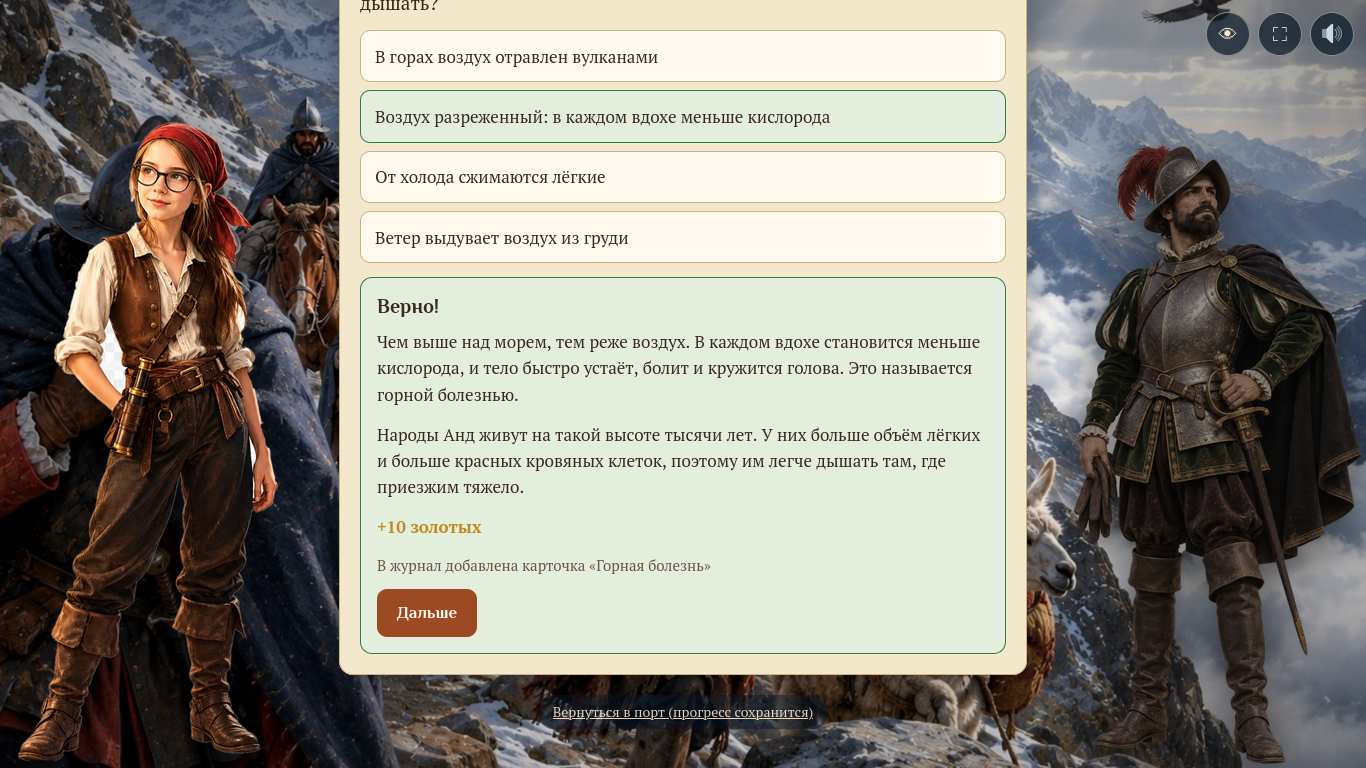 дышать?
В горах воздух отравлен вулканами
Воздух разреженный: в каждом вдохе меньше кислорода
От холода сжимаются лёгкие
Ветер выдувает воздух из груди
Верно!
Чем выше над морем, тем реже воздух. В каждом вдохе становится меньше
кислорода, и тело быстро устаёт, болит и кружится голова. Это называется
горной болезнью.
Народы Анд живут на такой высоте тысячи лет. У них больше объём лёгких
и больше красных кровяных клеток, поэтому им легче дышать там, где
приезжим тяжело.
+10 золотых
В журнал добавлена карточка «Горная болезнь»
Дальше
Вернуться в порт (прогресс сохранится)